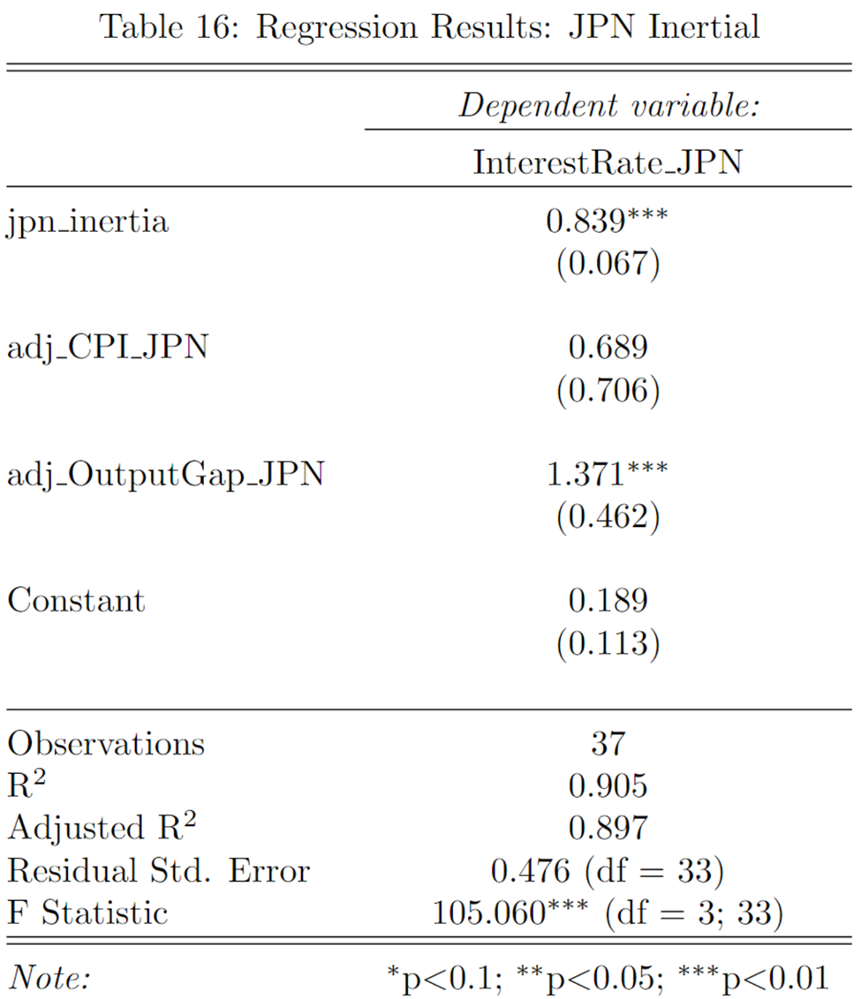 Table 16: Regression Results: JPN Inertial
Dependent variable:
InterestRate_JPN
jpn_inertia 0.839***
(0.067)
adj_CPI_JPN 0.689
(0.706)
adj_OutputGap_JPN 1.371***
(0.462)
Constant 0.189
(0.113)
Observations 37
R² 0.905
Adjusted R² 0.897
Residual Std. Error 0.476 (df = 33)
F Statistic 105.060*** (df = 3; 33)
Note: *p<0.1; **p<0.05; ***p<0.01